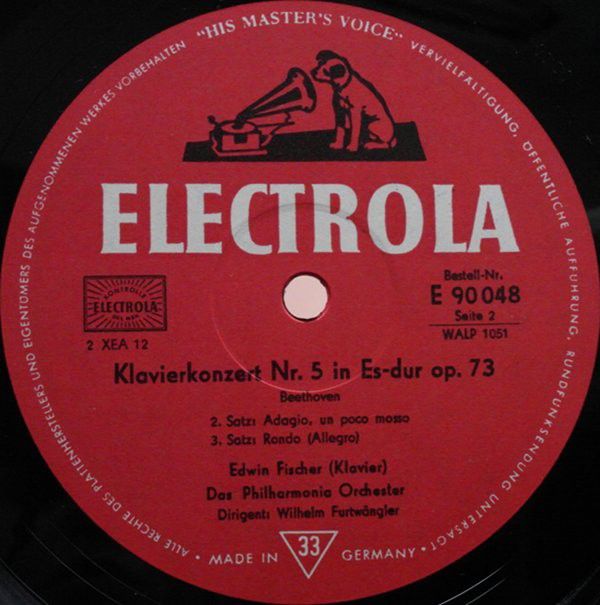 ALLE RECHTE DES PLATTENHERSTELLERS UND EIGENTÜMERS DES AUFGENOMMENEN WERKES VORBEHALTEN "HIS MASTER'S VOICE" VERVIELFÄLTIGUNG, ÖFFENTLICHE AUFFÜHRUNG, RUNDFUNKSENDUNG UNTERSAGT
ELECTROLA
Bestell-Nr.
E 90048
Seite 2
WALP 1051
KONTROLLE
ELECTROLA
2 XEA 12
Klavierkonzert Nr. 5 in Es-dur op. 73
Beethoven
2. Satz: Adagio, un poco mosso
3. Satz: Rondo (Allegro)
Edwin Fischer (Klavier)
Das Philharmonia Orchester
Dirigent: Wilhelm Furtwängler
• MADE IN 33 GERMANY •